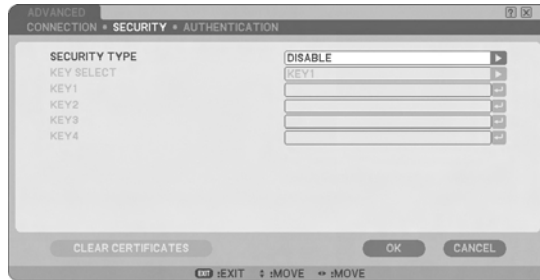 ADVANCED
CONNECTION • SECURITY • AUTHENTICATION
SECURITY TYPE DISABLE
KEY SELECT KEY1
KEY1
KEY2
KEY3
KEY4
CLEAR CERTIFICATES OK CANCEL
EXIT :EXIT :MOVE :MOVE